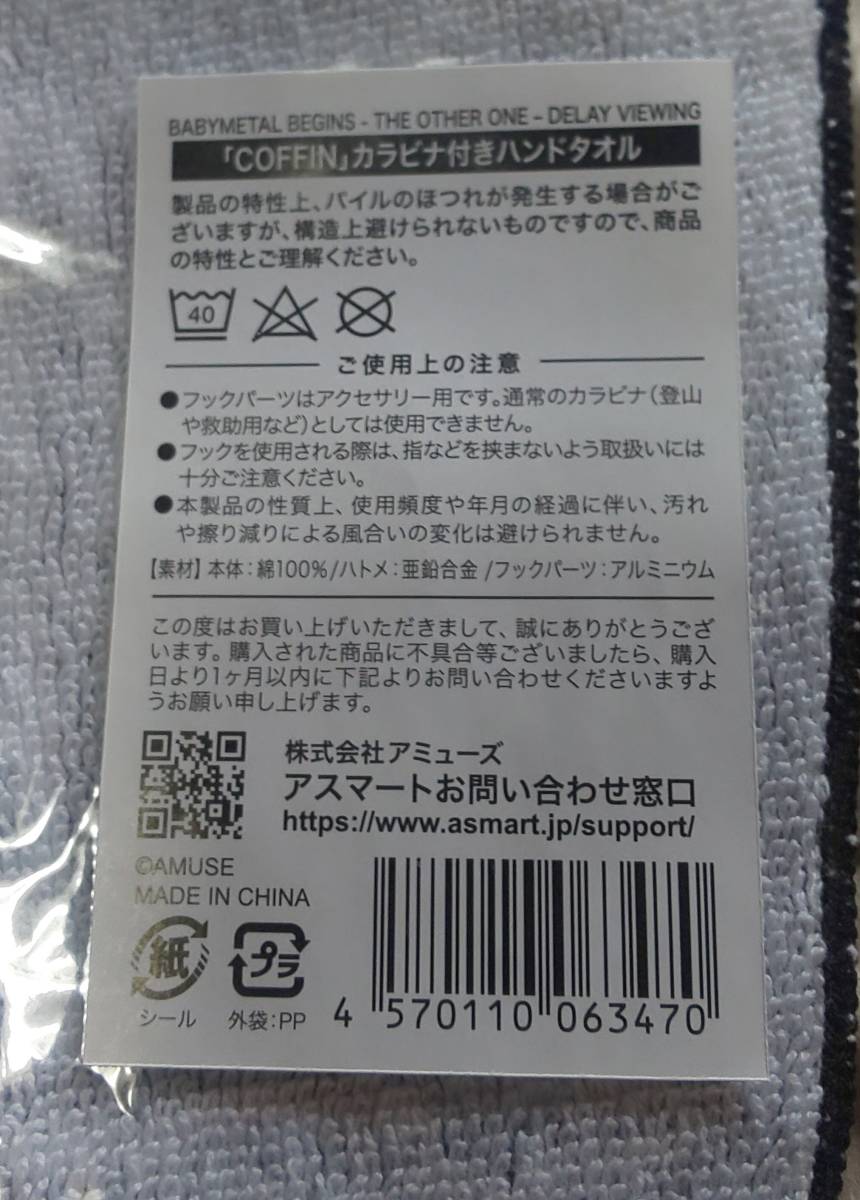 BABYMETAL BEGINS - THE OTHER ONE - DELAY VIEWING
「COFFIN」カラビナ付きハンドタオル
製品の特性上、パイルのほつれが発生する場合がご
ざいますが、構造上避けられないものですので、商品
の特性とご理解ください。
40
ご使用上の注意
●フックパーツはアクセサリー用です。通常のカラビナ（登山
や救助用など）としては使用できません。
●フックを使用される際は、指などを挟まないよう取扱いには
十分ご注意ください。
●本製品の性質上、使用頻度や年月の経過に伴い、汚れ
や擦り減りによる風合いの変化は避けられません。
【素材】本体：綿100％/ハトメ：亜鉛合金 /フックパーツ：アルミニウム
この度はお買い上げいただきまして、誠にありがとうござ
います。購入された商品に不具合等ございましたら、購入
日より1ヶ月以内に下記よりお問い合わせくださいますよ
うお願い申し上げます。
株式会社アミューズ
アスマートお問い合わせ窓口
https://www.asmart.jp/support/
©AMUSE
MADE IN CHINA
紙 プラ
シール 外袋：PP
4 570110 063470